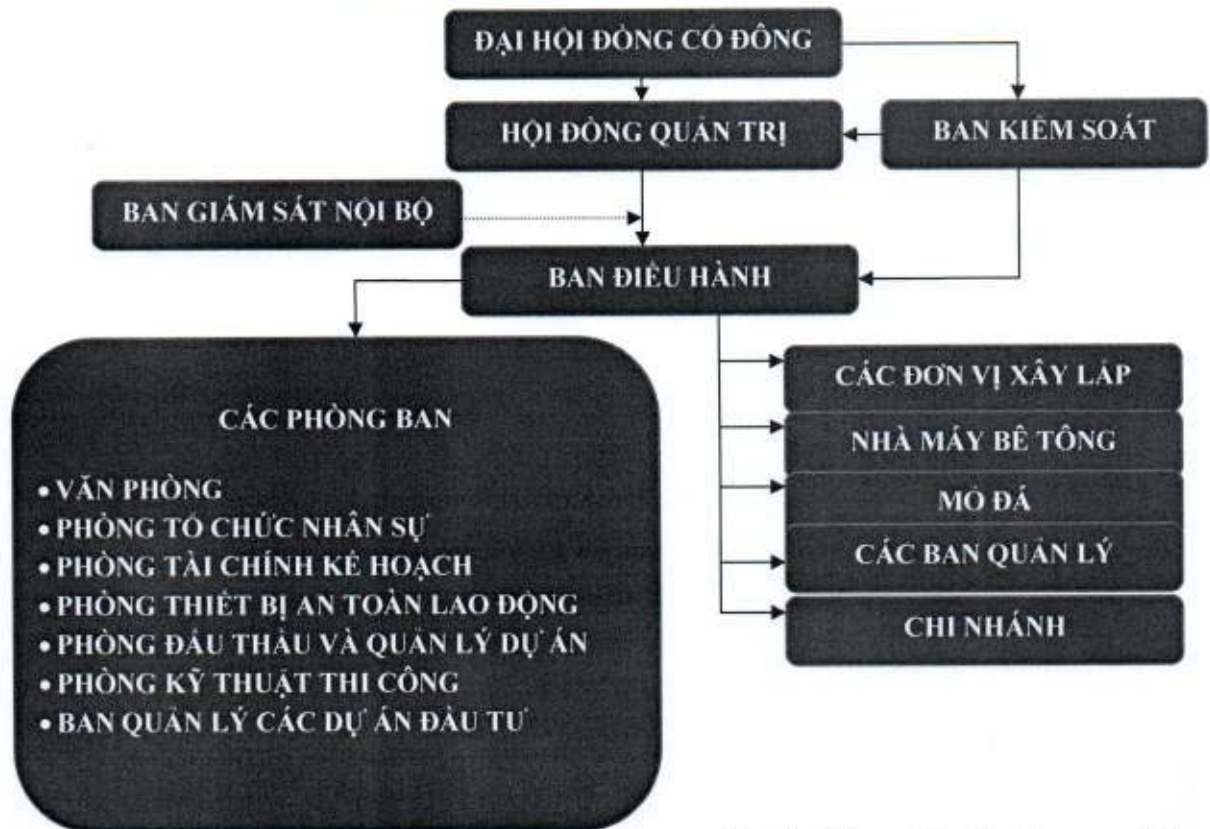 ĐẠI HỘI ĐỒNG CỔ ĐÔNG
HỘI ĐỒNG QUẢN TRỊ
BAN KIỂM SOÁT
BAN GIÁM SÁT NỘI BỘ
BAN ĐIỀU HÀNH
CÁC PHÒNG BAN
• VĂN PHÒNG
• PHÒNG TỔ CHỨC NHÂN SỰ
• PHÒNG TÀI CHÍNH KẾ HOẠCH
• PHÒNG THIẾT BỊ AN TOÀN LAO ĐỘNG
• PHÒNG ĐẤU THẦU VÀ QUẢN LÝ DỰ ÁN
• PHÒNG KỸ THUẬT THI CÔNG
• BAN QUẢN LÝ CÁC DỰ ÁN ĐẦU TƯ
CÁC ĐƠN VỊ XÂY LẮP
NHÀ MÁY BÊ TÔNG
MỎ ĐÁ
CÁC BAN QUẢN LÝ
CHI NHÁNH